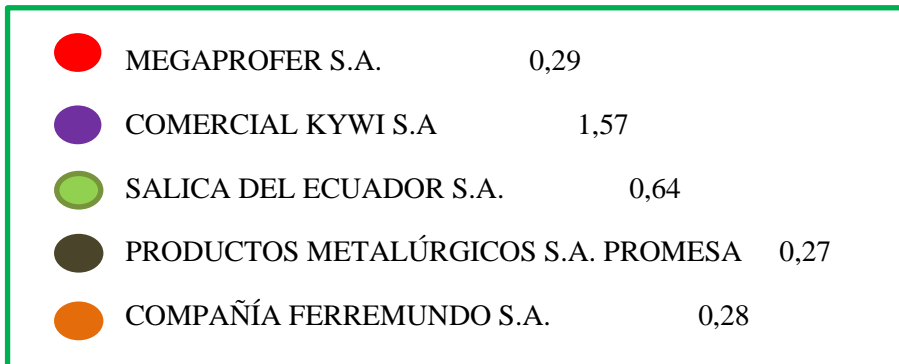 MEGAPROFER S.A. 0,29
COMERCIAL KYWI S.A 1,57
SALICA DEL ECUADOR S.A. 0,64
PRODUCTOS METALÚRGICOS S.A. PROMESA 0,27
COMPAÑÍA FERREMUNDO S.A. 0,28